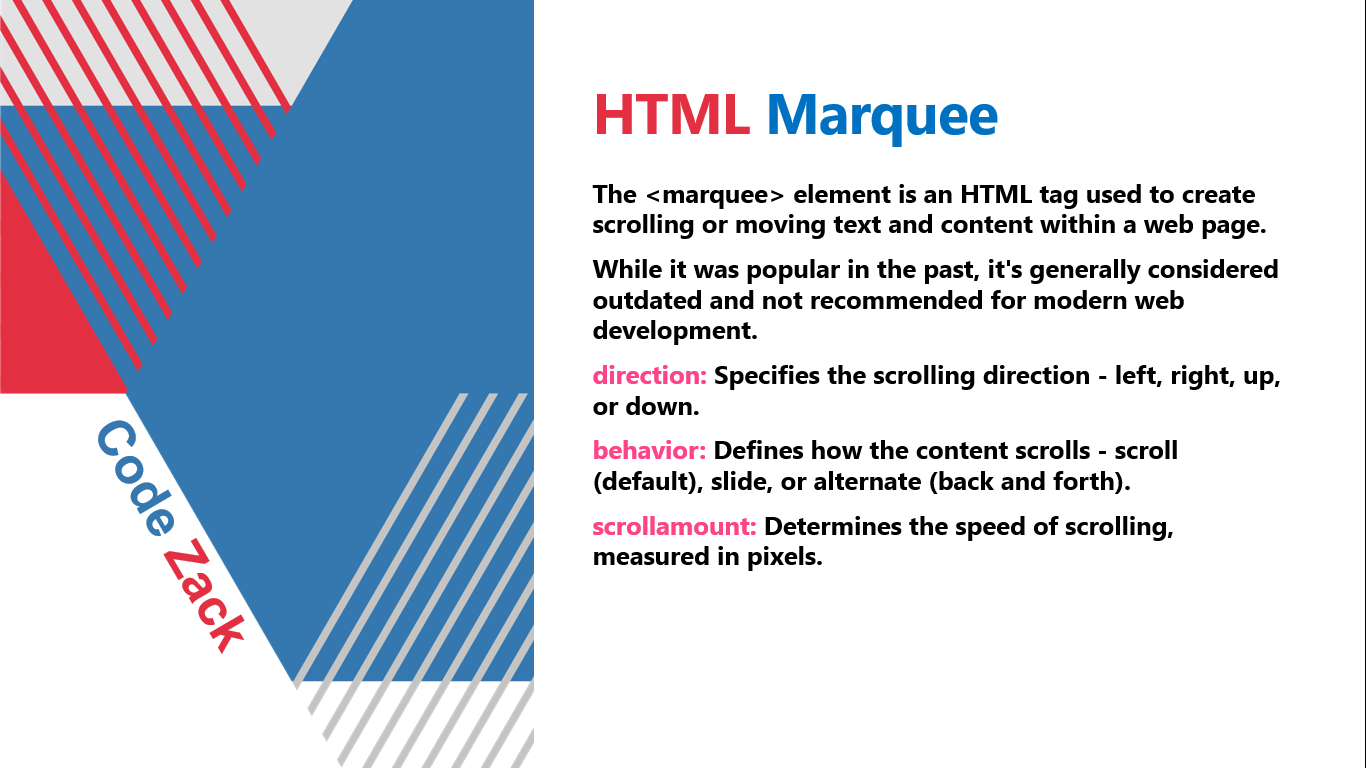 HTML Marquee
The <marquee> element is an HTML tag used to create
scrolling or moving text and content within a web page.
While it was popular in the past, it's generally considered
outdated and not recommended for modern web
development.
direction: Specifies the scrolling direction - left, right, up,
or down.
behavior: Defines how the content scrolls - scroll
(default), slide, or alternate (back and forth).
scrollamount: Determines the speed of scrolling,
measured in pixels.
Code Zack